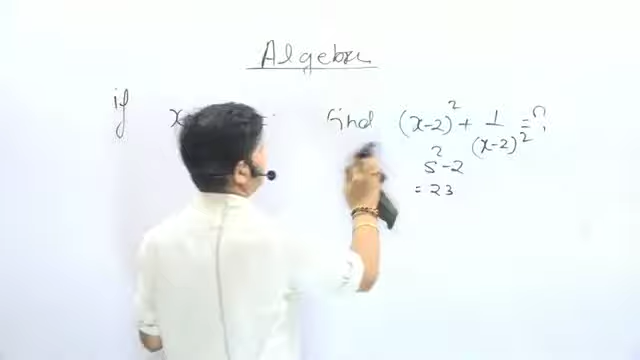 Algebra
if x find (x-2)² + 1/(x-2)² = ?
5² - 2
= 23